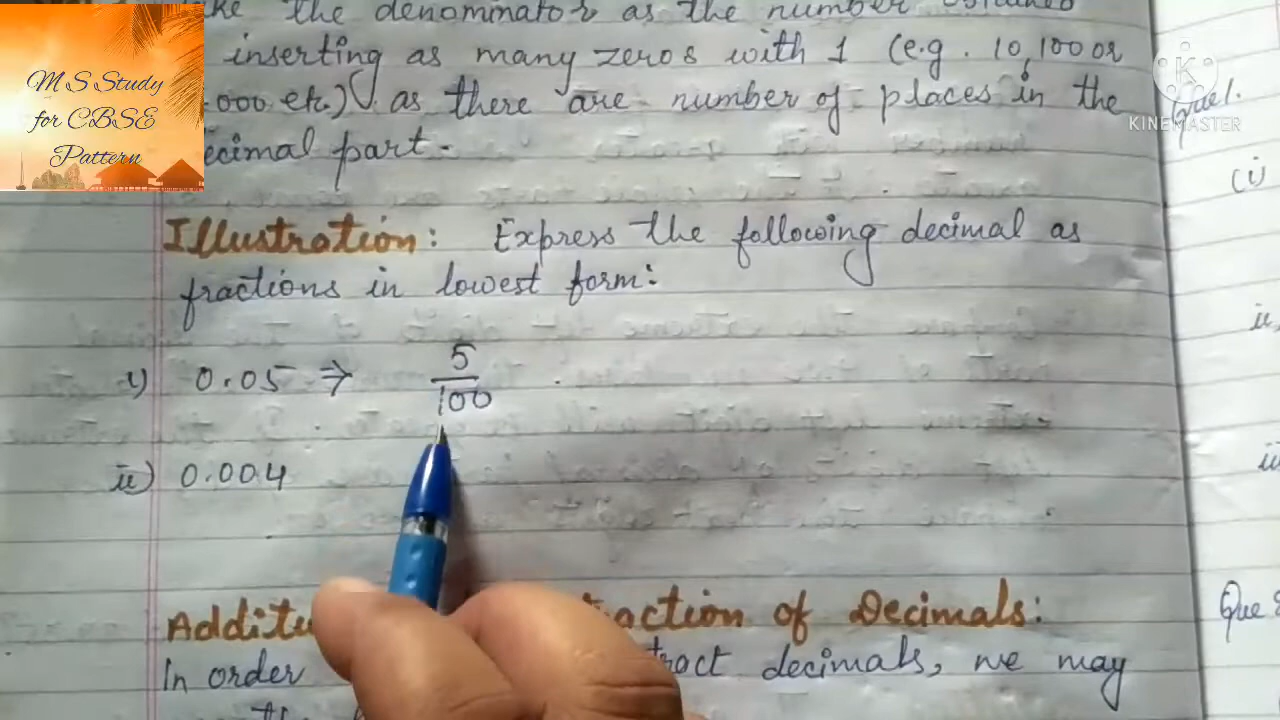 the denominator as the number
inserting as many zeros with 1 (e.g. 10,100 or
000 etc.) as there are number of places in the
ecimal part.
M S Study
for CBSE
Pattern
KINEMASTER
Illustration: Express the following decimal as
fractions in lowest form:
i) 0.05 ⇒ 5/100
ii) 0.004
Additi action of Decimals:
In order tract decimals, we may
Que 1.
(i)
ii
iii
Que